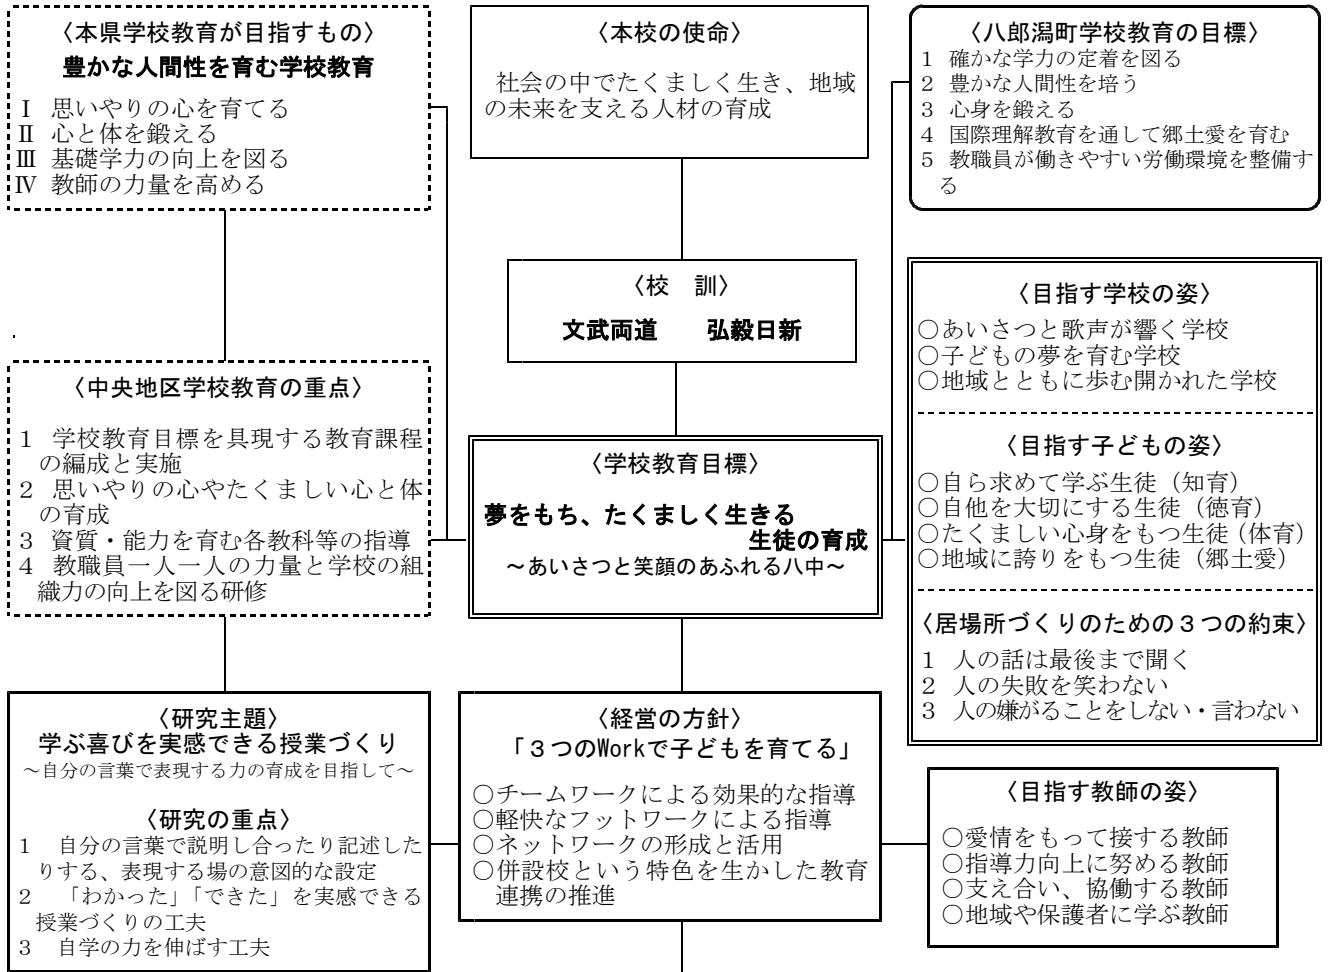 〈本県学校教育が目指すもの〉
豊かな人間性を育む学校教育
Ⅰ 思いやりの心を育てる
Ⅱ 心と体を鍛える
Ⅲ 基礎学力の向上を図る
Ⅳ 教師の力量を高める
〈本校の使命〉
社会の中でたくましく生き、地域
の未来を支える人材の育成
〈八郎潟町学校教育の目標〉
1 確かな学力の定着を図る
2 豊かな人間性を培う
3 心身を鍛える
4 国際理解教育を通して郷土愛を育む
5 教職員が働きやすい労働環境を整備す
る
〈校 訓〉
文武両道 弘毅日新
〈中央地区学校教育の重点〉
1 学校教育目標を具現する教育課程
の編成と実施
2 思いやりの心やたくましい心と体
の育成
3 資質・能力を育む各教科等の指導
4 教職員一人一人の力量と学校の組
織力の向上を図る研修
〈学校教育目標〉
夢をもち、たくましく生きる
生徒の育成
～あいさつと笑顔のあふれる八中～
〈目指す学校の姿〉
○あいさつと歌声が響く学校
○子どもの夢を育む学校
○地域とともに歩む開かれた学校
〈目指す子どもの姿〉
○自ら求めて学ぶ生徒（知育）
○自他を大切にする生徒（徳育）
○たくましい心身をもつ生徒（体育）
○地域に誇りをもつ生徒（郷土愛）
〈居場所づくりのための３つの約束〉
1 人の話は最後まで聞く
2 人の失敗を笑わない
3 人の嫌がることをしない・言わない
〈研究主題〉
学ぶ喜びを実感できる授業づくり
～自分の言葉で表現する力の育成を目指して～
〈研究の重点〉
1 自分の言葉で説明し合ったり記述した
りする、表現する場の意図的な設定
2 「わかった」「できた」を実感できる
授業づくりの工夫
3 自学の力を伸ばす工夫
〈経営の方針〉
「３つのWorkで子どもを育てる」
○チームワークによる効果的な指導
○軽快なフットワークによる指導
○ネットワークの形成と活用
○併設校という特色を生かした教育
連携の推進
〈目指す教師の姿〉
○愛情をもって接する教師
○指導力向上に努める教師
○支え合い、協働する教師
○地域や保護者に学ぶ教師